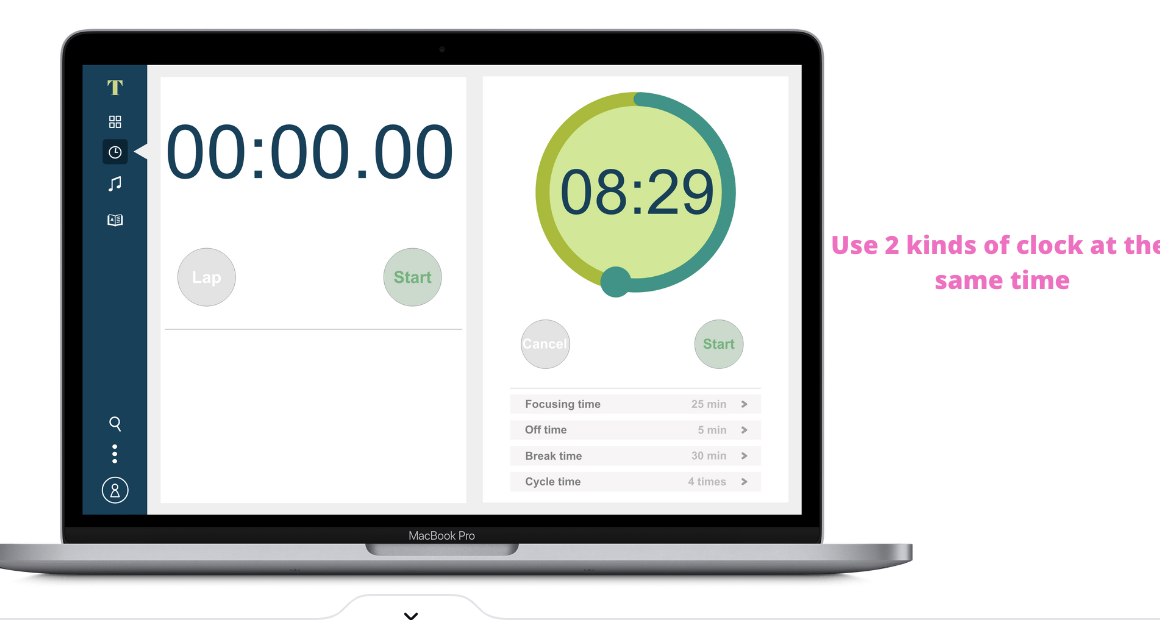 T
00:00.00
Lap
Start
08:29
Cancel
Start
Focusing time 25 min
Off time 5 min
Break time 30 min
Cycle time 4 times
MacBook Pro
Use 2 kinds of clock at the
same time